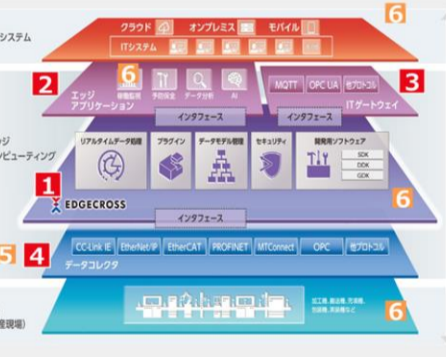 クラウド オンプレミス モバイル
6
システム
ITシステム
2
6
3
稼働監視 予防保全 データ分析 AI
MQTT OPC UA 他プロトコル
エッジ
アプリケーション
ITゲートウェイ
インタフェース インタフェース
リアルタイムデータ処理 プラグイン データモデル管理 セキュリティ 開発用ソフトウェア
SDK
DDK
GDK
ッジ
ンピューティング
1
EDGECROSS
6
インタフェース
5
4
CC-Link IE EtherNet/IP EtherCAT PROFINET MTConnect OPC 他プロトコル
データコレクタ
6
産現場)